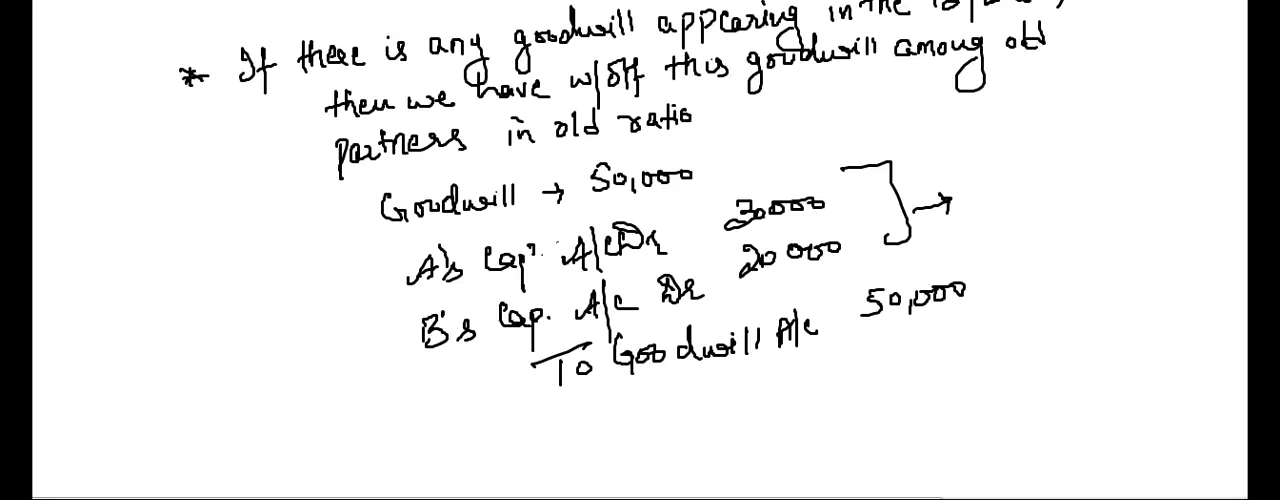 * If there is any goodwill appearing in the
then we have w/off this goodwill among old
partners in old ratio
Goodwill → 50,000
A's Cap. A/c Dr 30000
B's Cap. A/c Dr 20000
To Goodwill A/c 50,000